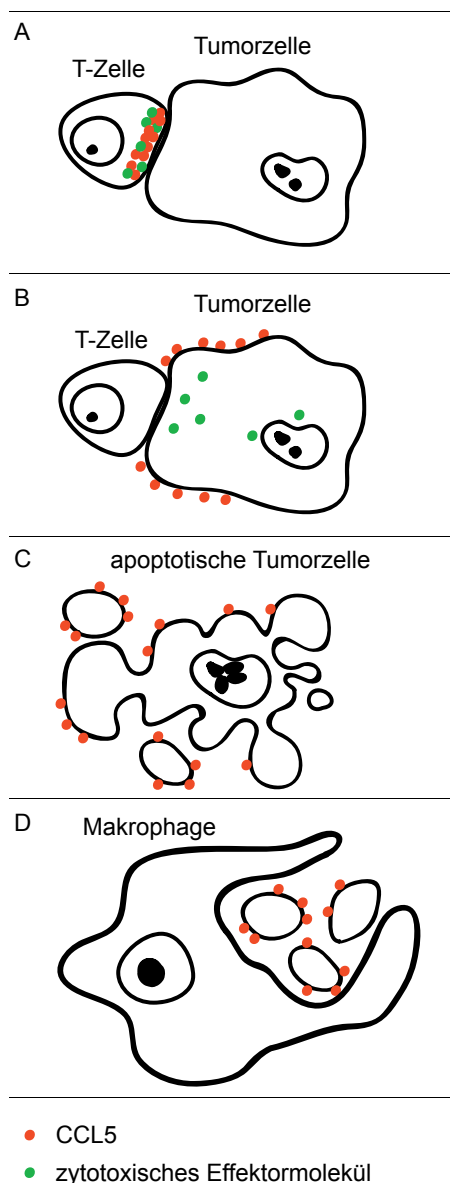 A
Tumorzelle
T-Zelle
B
Tumorzelle
T-Zelle
C apoptotische Tumorzelle
D Makrophage
CCL5
zytotoxisches Effektormolekül